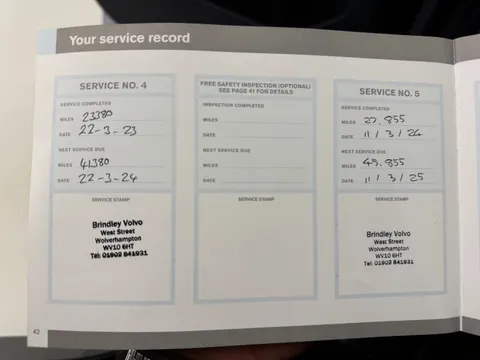 Your service record
SERVICE NO. 4
SERVICE COMPLETED
MILES 23380
DATE 22-3-23
NEXT SERVICE DUE
MILES 41380
DATE 22-3-24
SERVICE STAMP
Brindley Volvo
West Street
Wolverhampton
WV10 6HT
Tel: 01902 841931
FREE SAFETY INSPECTION (OPTIONAL)
SEE PAGE 41 FOR DETAILS
INSPECTION COMPLETED
MILES
DATE
NEXT SERVICE DUE
MILES
DATE
SERVICE STAMP
SERVICE NO. 5
SERVICE COMPLETED
MILES 27.855
DATE 11/3/24
NEXT SERVICE DUE
MILES 45.855
DATE 11/3/25
SERVICE STAMP
Brindley Volvo
West Street
Wolverhampton
WV10 6HT
Tel: 01902 841931
42